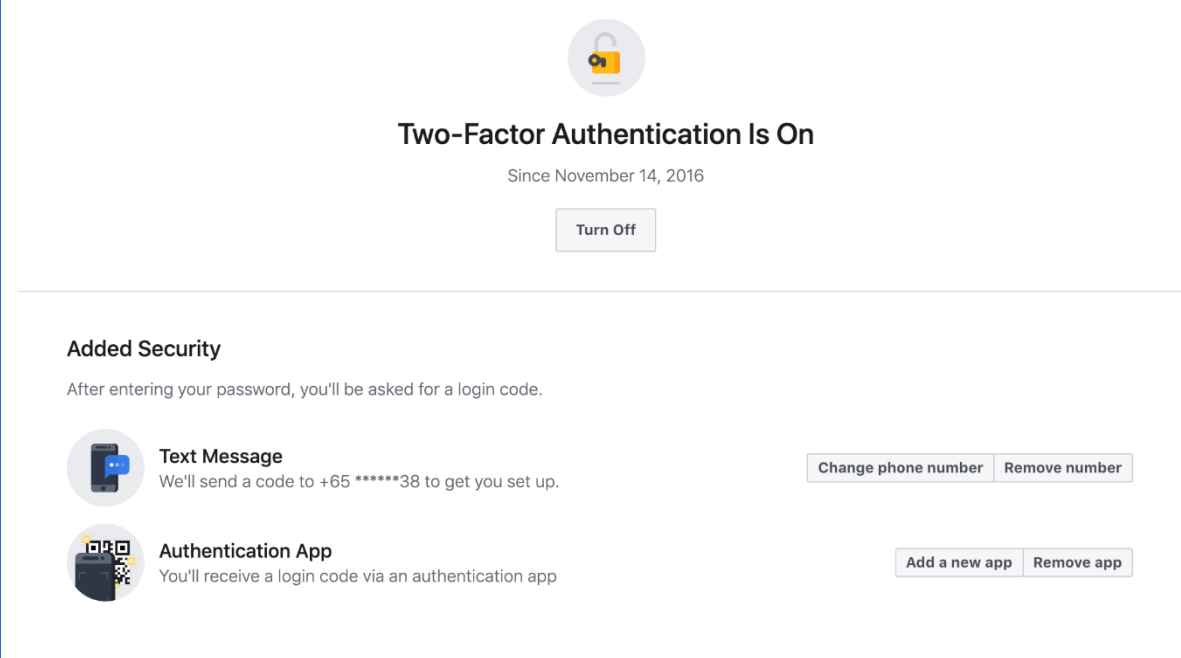 Two-Factor Authentication Is On
Since November 14, 2016
Turn Off
Added Security
After entering your password, you'll be asked for a login code.
Text Message
We'll send a code to +65 ******38 to get you set up.
Change phone number
Remove number
Authentication App
You'll receive a login code via an authentication app
Add a new app
Remove app